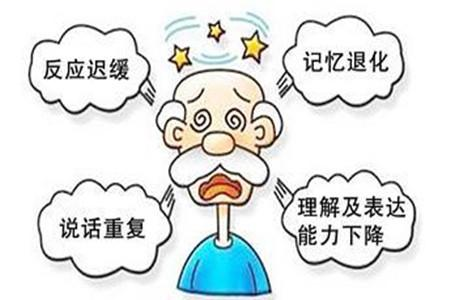 反应迟缓
记忆退化
说话重复
理解及表达
能力下降